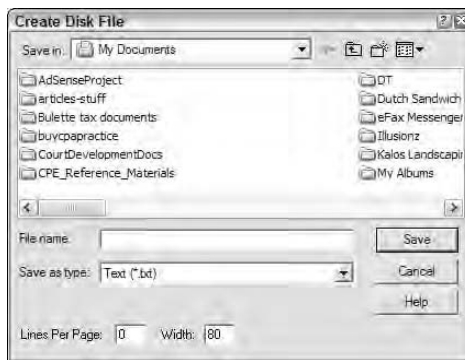 Create Disk File
Save in: My Documents
AdSenseProject
articles-stuff
Bulette tax documents
buycpapractice
CourtDevelopmentDocs
CPE_Reference_Materials
DT
Dutch Sandwich
eFax Messenger
Illusionz
Kalos Landscapin
My Albums
File name: Save
Save as type: Text (*.txt) Cancel
Help
Lines Per Page: 0 Width: 80